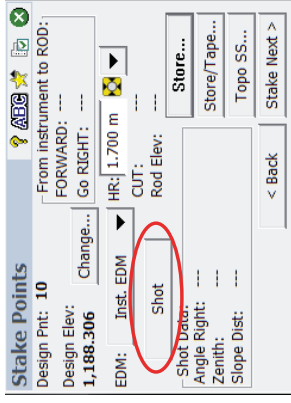 Stake Points ? ABC
Design Pnt: 10
Design Elev:
1,188.306
Change...
EDM: Inst. EDM
Shot
Shot Data:
Angle Right: ---
Zenith: ---
Slope Dist: ---
From instrument to ROD:
FORWARD: ---
Go RIGHT: ---
HR: 1.700 m
CUT: ---
Rod Elev: ---
Store...
Store/Tape...
Topo SS...
< Back
Stake Next >